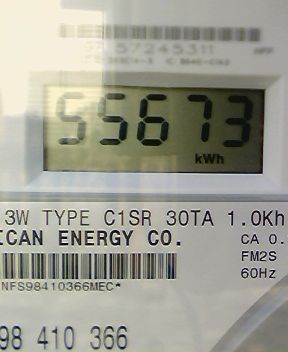 57245311
55673
kWh
3W TYPE C1SR 30TA 1.0Kh
ICAN ENERGY CO.
CA 0.
FM2S
60Hz
NFS98410366MEC*
98 410 366